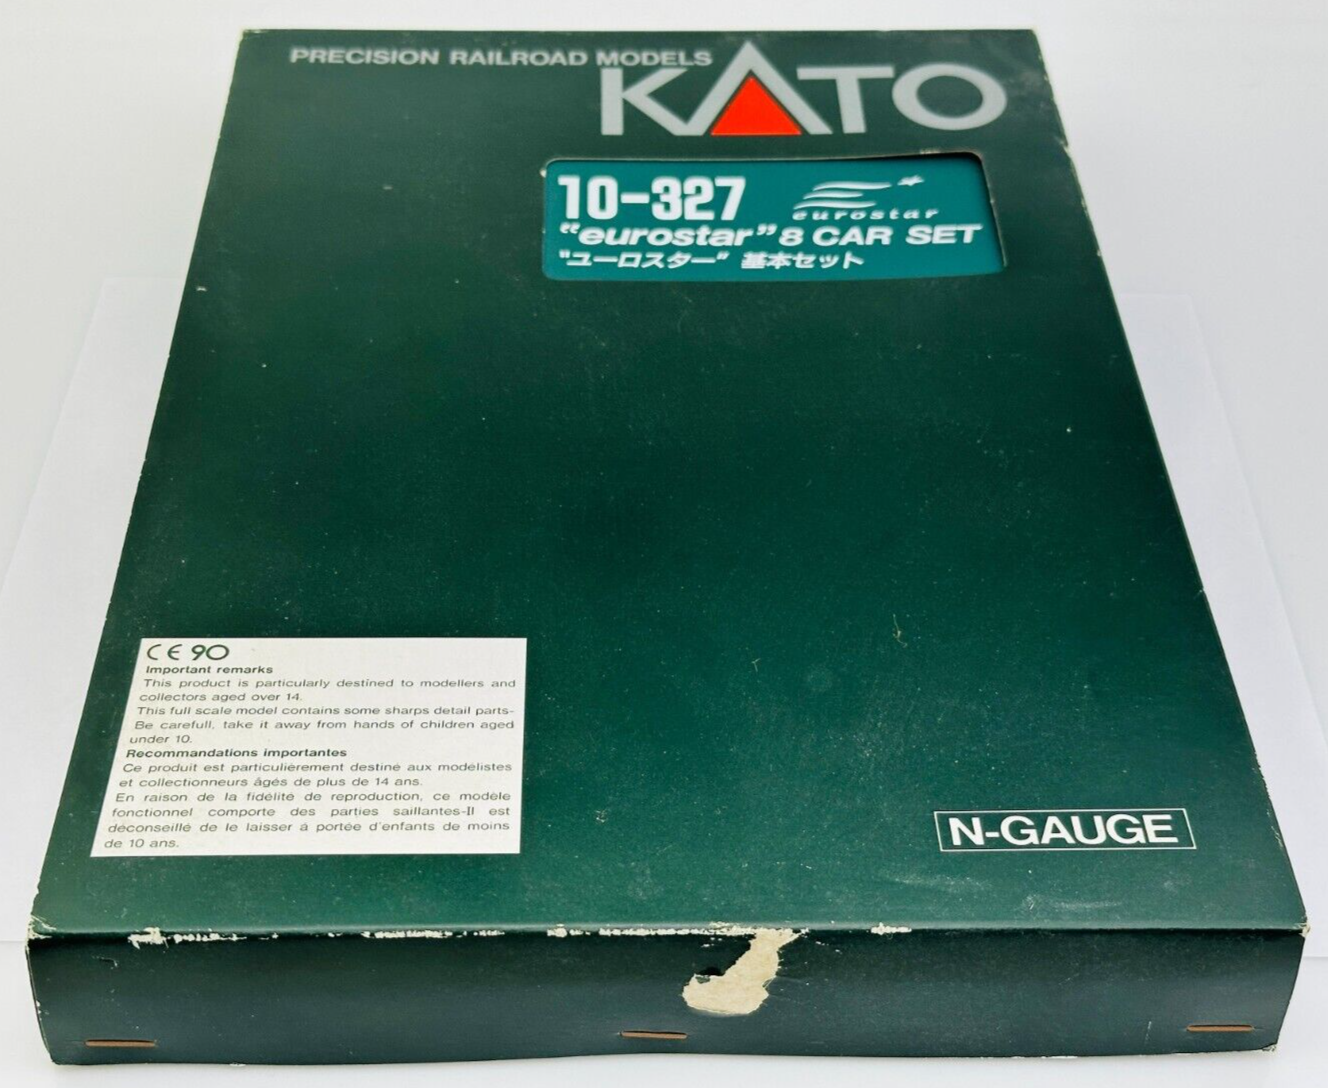 PRECISION RAILROAD MODELS
KATO
10-327
eurostar
"eurostar" 8 CAR SET
"ユーロスター" 基本セット
CE 90
Important remarks
This product is particularly destined to modellers and
collectors aged over 14.
This full scale model contains some sharps detail parts-
Be carefull, take it away from hands of children aged
under 10.
Recommandations importantes
Ce produit est particulièrement destiné aux modélistes
et collectionneurs âgés de plus de 14 ans.
En raison de la fidélité de reproduction, ce modèle
fonctionnel comporte des parties saillantes-Il est
déconseillé de le laisser à portée d'enfants de moins
de 10 ans.
N-GAUGE